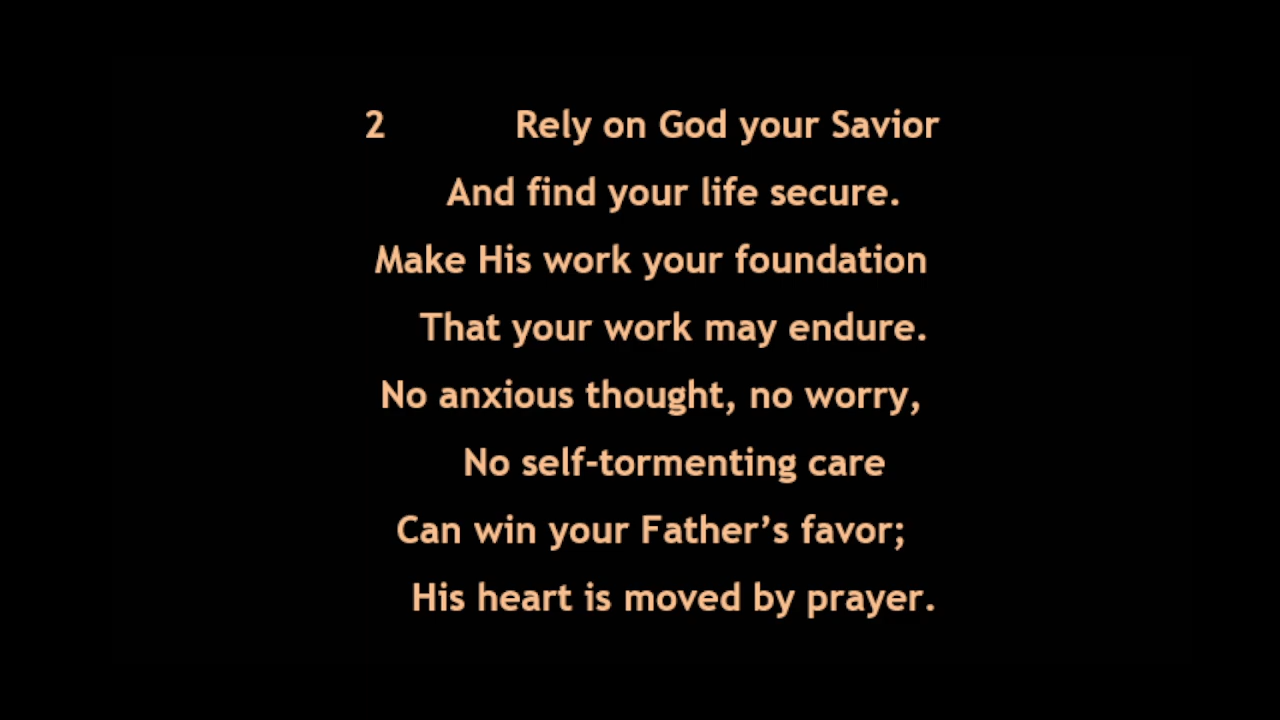 2 Rely on God your Savior
And find your life secure.
Make His work your foundation
That your work may endure.
No anxious thought, no worry,
No self-tormenting care
Can win your Father’s favor;
His heart is moved by prayer.